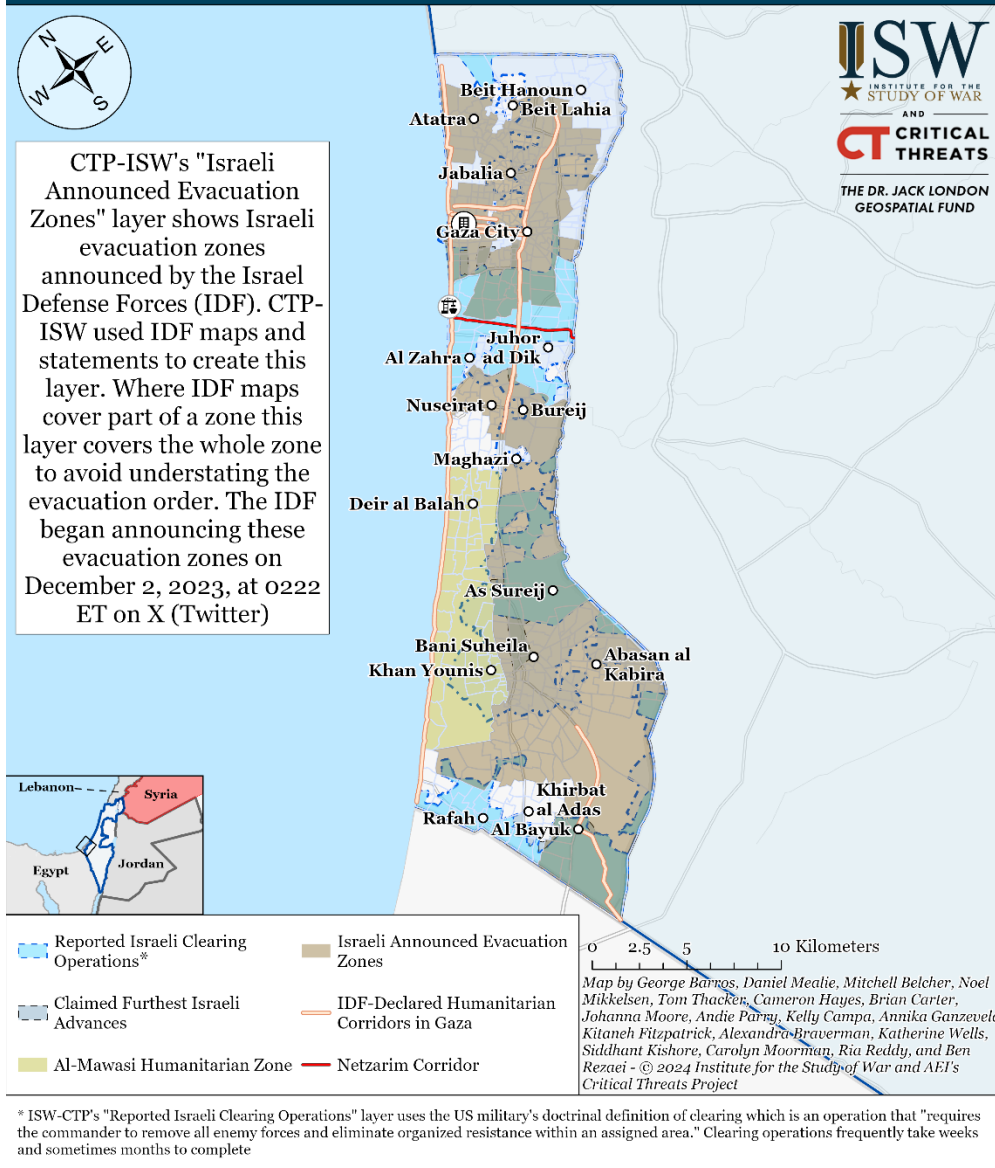 N
E
W
S
ISW
INSTITUTE FOR THE
STUDY OF WAR
AND
CT CRITICAL
THREATS
THE DR. JACK LONDON
GEOSPATIAL FUND
CTP-ISW's "Israeli
Announced Evacuation
Zones" layer shows Israeli
evacuation zones
announced by the Israel
Defense Forces (IDF). CTP-
ISW used IDF maps and
statements to create this
layer. Where IDF maps
cover part of a zone this
layer covers the whole zone
to avoid understating the
evacuation order. The IDF
began announcing these
evacuation zones on
December 2, 2023, at 0222
ET on X (Twitter)
Beit Hanoun
Beit Lahia
Atatra
Jabalia
Gaza City
Juhor
ad Dik
Al Zahra
Nuseirat
Bureij
Maghazi
Deir al Balah
As Sureij
Bani Suheila
Abasan al
Kabira
Khan Younis
Khirbat
al Adas
Rafah
Al Bayuk
Lebanon
Syria
Egypt
Jordan
Reported Israeli Clearing
Operations*
Claimed Furthest Israeli
Advances
Al-Mawasi Humanitarian Zone
Israeli Announced Evacuation
Zones
IDF-Declared Humanitarian
Corridors in Gaza
Netzarim Corridor
0 2.5 5 10 Kilometers
Map by George Barros, Daniel Mealie, Mitchell Belcher, Noel
Mikkelsen, Tom Thacker, Cameron Hayes, Brian Carter,
Johanna Moore, Andie Parry, Kelly Campa, Annika Ganzeveld,
Kitaneh Fitzpatrick, Alexandra Braverman, Katherine Wells,
Siddhant Kishore, Carolyn Moorman, Ria Reddy, and Ben
Rezaei - © 2024 Institute for the Study of War and AEI's
Critical Threats Project
* ISW-CTP's "Reported Israeli Clearing Operations" layer uses the US military's doctrinal definition of clearing which is an operation that "requires
the commander to remove all enemy forces and eliminate organized resistance within an assigned area." Clearing operations frequently take weeks
and sometimes months to complete